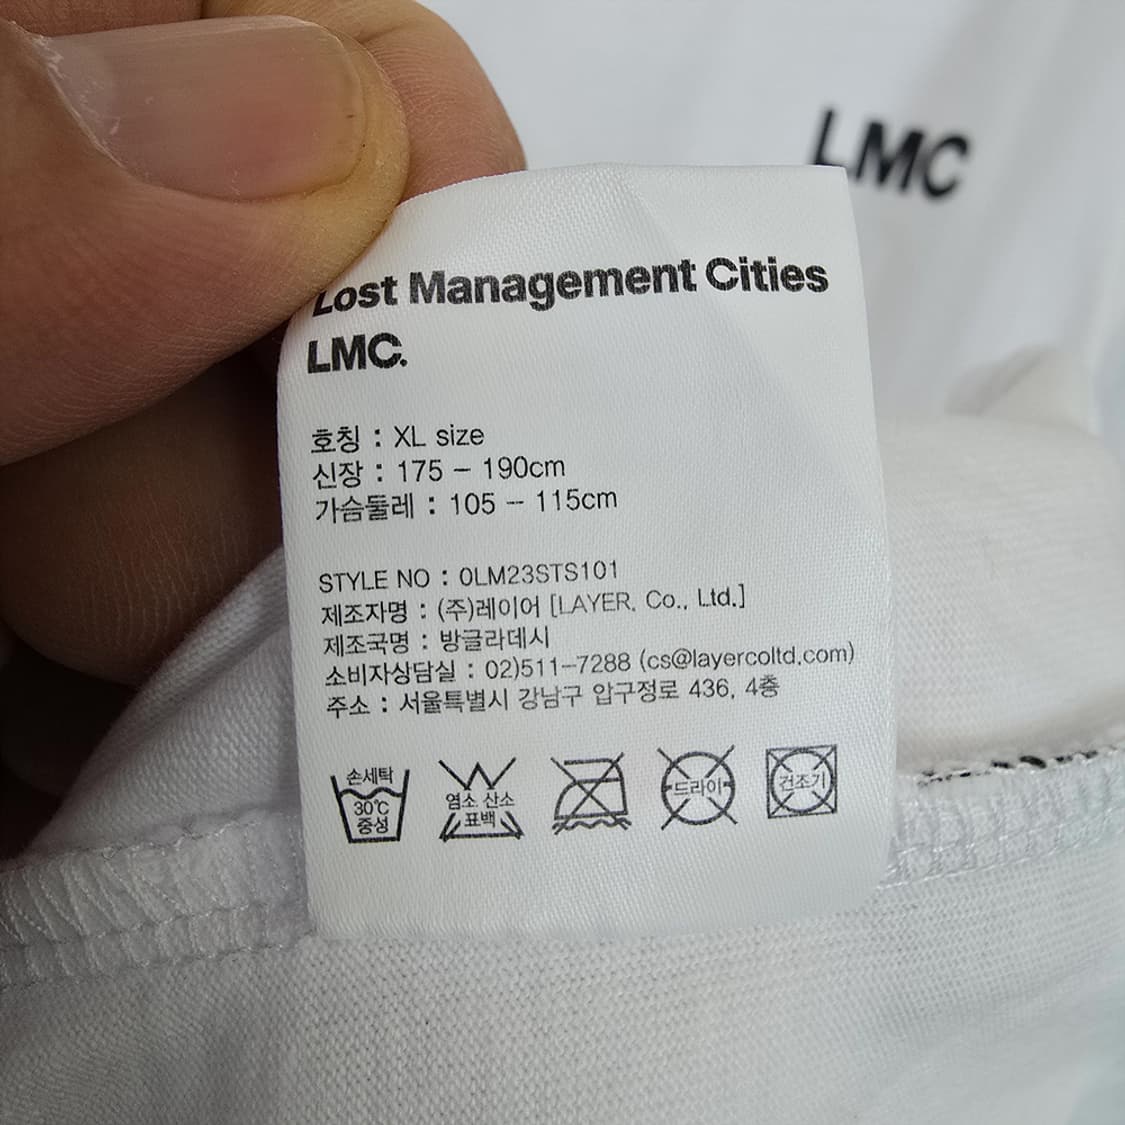 LMC
Lost Management Cities
LMC.
호칭 : XL size
신장 : 175 - 190cm
가슴둘레 : 105 - 115cm
STYLE NO : 0LM23STS101
제조자명 : (주)레이어 [LAYER. Co., Ltd.]
제조국명 : 방글라데시
소비자상담실 : 02)511-7288 (cs@layercoltd.com)
주소 : 서울특별시 강남구 압구정로 436, 4층
손세탁
30℃
중성
염소 산소
표백
드라이
건조기